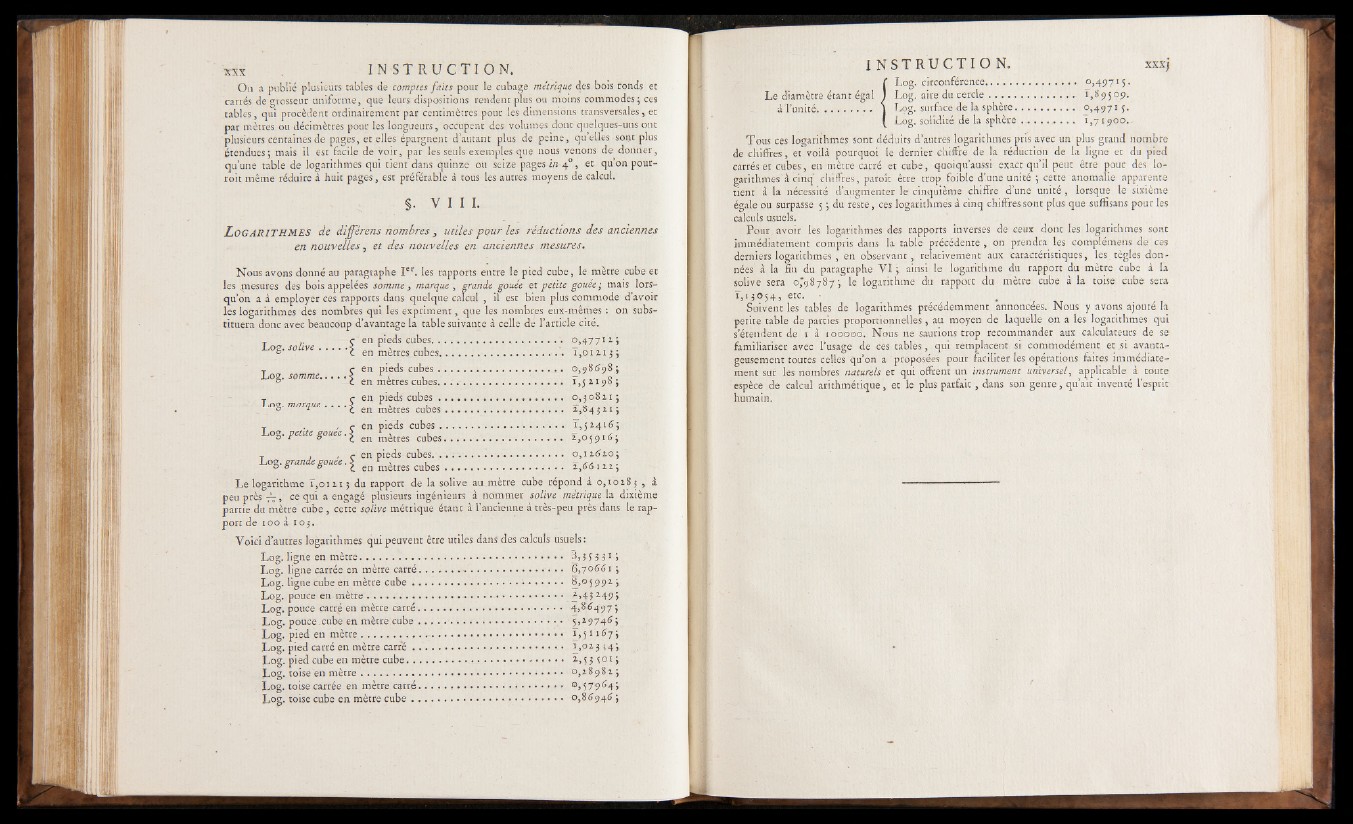 xxx INSTRUCTION.
On a publié plusieurs tables de comptes faits pour le cubage métrique des bois ronds et
carrés de grosseur uniforme, que leurs dispositions rendent plus ou moins commodes; ces
tables, qui procèdent ordinairement par centimètres pour les dimensions transversales, et
par mètres ou décimètres pour les longueurs, occupent des volumes dont quelques-uns ont
plusieurs centaines de pages, et elles épargnent d'autant plus de peine, qu'elles sont plus
étendues; mais il est facile de voir, par les seuls exemples que nous venons de donner,
qu'une table de logarithmes qui tient dans quinze ou seize pages in 4°, et qu'on pour-
roit même réduire à huit pages, est préférable à tous les autres moyens de calcul.
§. VIII.
LOGARITHMES de différens nombres, utiles pour les réductions des anciennes
en nouvelles, et des nouvelles en anciennes mesures.
Nous avons donné au paragraphe Ier. les rapports entre le pied cube, le mètre cube et
les mesures des bois appelées somme, marque, grande gouée et petite gouée; mais lors-
qu'on a à employer ces rapports dans quelque calcul, il est bien plus commode d'avoir
les logarithmes des nombres qui les expriment, que les nombres eux-mêmes : on subs-
tituera donc avec beaucoup d'avantage la table suivante à celle de l'article cité.
Log. solive ..... { en pieds cubes..................... 0,47712;
en mètres cubes..................... 1̄,01213;
Log. somme..... { en pieds cubes ..................... 0,98698;
en mètres cubes..................... 1̄,52198;
Log. marque .... { en pieds cubes ..................... 0,30821;
en mètres cubes ..................... 2̄,84321;
Log. petite gouée . { en pieds cubes ..................... 1̄,52416;
en mètres cubes..................... 2̄,05916;
Log. grande gouée . { en pieds cubes..................... 0,12620;
en mètres cubes ..................... 2̄,66122;
Le logarithme 1̄,01213 du rapport de la solive au mètre cube répond à 0,10283, à
peu près 1/10, ce qui a engagé plusieurs ingénieurs à nommer solive métrique la dixième
partie du mètre cube, cette solive métrique étant à l'ancienne à très-peu près dans le rap-
port de 100 à 103.
Voici d'autres logarithmes qui peuvent être utiles dans des calculs usuels:
Log. ligne en mètre................................ 3̄,35331;
Log. ligne carrée en mètre carré........................ 6̄,70661;
Log. ligne cube en mètre cube ........................ 8̄,05992;
Log. pouce en mètre ................................ 2̄,43249;
Log. pouce carré en mètre carré........................ 4̄,86497;
Log. pouce cube en mètre cube ........................ 5̄,29746;
Log. pied en mètre ................................ 1̄,51167;
Log. pied carré en mètre carré ........................ 1̄,02314;
Log. pied cube en mètre cube........................ 2̄,53501;
Log. toise en mètre ................................ 0,28982;
Log. toise carrée en mètre carré........................ 0,57964;
Log. toise cube en mètre cube ........................ 0,86946;
INSTRUCTION. xxxj
Le diamètre étant égal à l'unité......... { Log. circonférence............... 0,49715.
Log. aire du cercle ............... 1̄,89509.
Log. surface de la sphère.......... 0,49715.
Log. solidité de la sphère ......... 1̄,71900.
Tous ces logarithmes sont déduits d'autres logarithmes pris avec un plus grand nombre
de chiffres, et voilà pourquoi le dernier chiffre de la réduction de la ligne et du pied
carrés et cubes, en mètre carré et cube, quoiqu'aussi exact qu'il peut être pour des lo-
garithmes à cinq chiffres, paroît être trop foible d'une unité; cette anomalie apparente
tient à la nécessité d'augmenter le cinquième chiffre d'une unité, lorsque le sixième
égale ou surpasse 5; du reste, ces logarithmes à cinq chiffres sont plus que suffisans pour les
calculs usuels.
Pour avoir les logarithmes des rapports inverses de ceux dont les logarithmes sont
immédiatement compris dans la table précédente, on prendra les complémens de ces
derniers logarithmes, en observant, relativement aux caractéristiques, les règles don-
nées à la fin du paragraphe VI; ainsi le logarithme du rapport du mètre cube à la
solive sera 0,98787; le logarithme du rapport du mètre cube à la toise cube sera
1̄,13054, etc.
Suivent les tables de logarithmes précédemment annoncées. Nous y avons ajouté la
petite table de parties proportionnelles, au moyen de laquelle on a les logarithmes qui
s'étendent de 1 à 100000. Nous ne saurions trop recommander aux calculateurs de se
familiariser avec l'usage de ces tables, qui remplacent si commodément et si avanta-
geusement toutes celles qu'on a proposées pour faciliter les opérations faites immédiate-
ment sur les nombres naturels et qui offrent un instrument universel, applicable à toute
espèce de calcul arithmétique, et le plus parfait, dans son genre, qu'ait inventé l'esprit
humain.